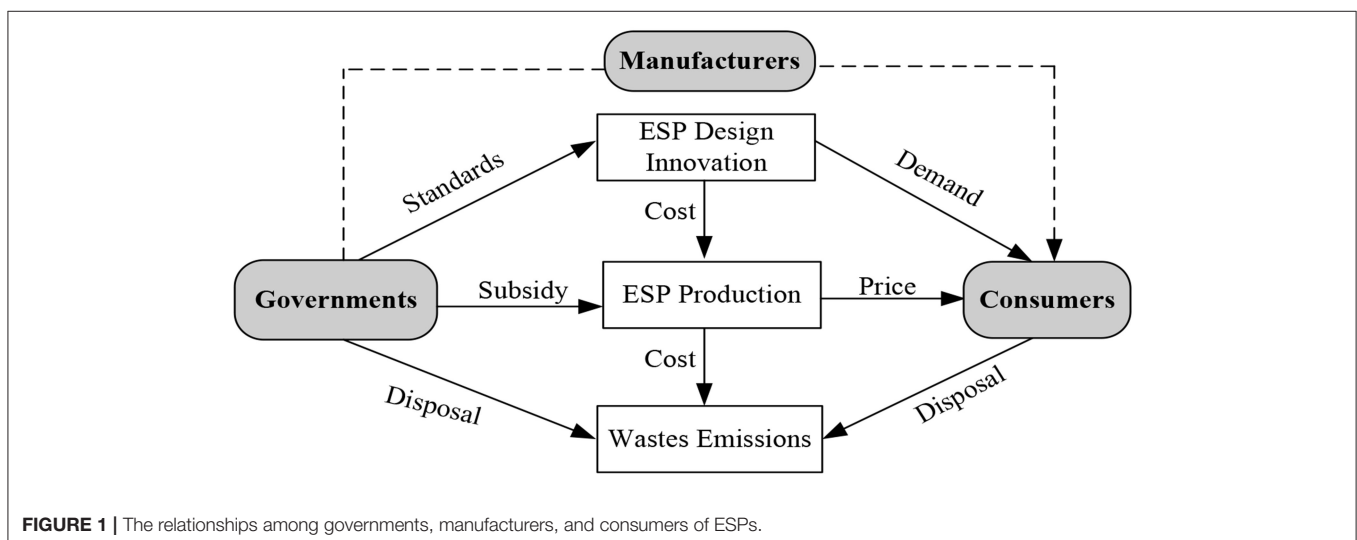 Manufacturers
ESP Design
Innovation
Standards
Demand
Cost
Governments
Subsidy
ESP Production
Price
Consumers
Cost
Disposal
Disposal
Wastes Emissions
FIGURE 1 | The relationships among governments, manufacturers, and consumers of ESPs.